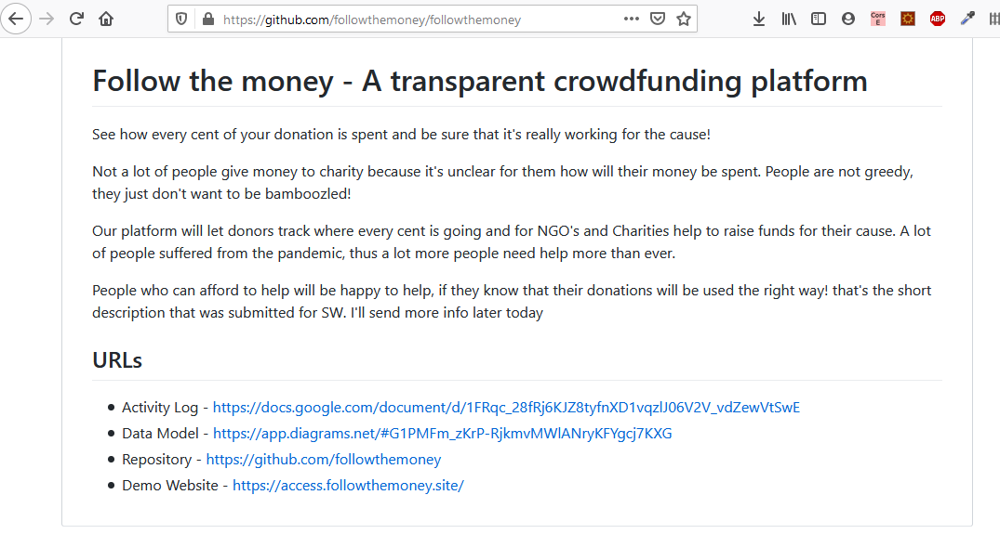 https://github.com/followthemoney/followthemoney
Cors
E
ABP
Follow the money - A transparent crowdfunding platform
See how every cent of your donation is spent and be sure that it's really working for the cause!
Not a lot of people give money to charity because it's unclear for them how will their money be spent. People are not greedy,
they just don't want to be bamboozled!
Our platform will let donors track where every cent is going and for NGO's and Charities help to raise funds for their cause. A lot
of people suffered from the pandemic, thus a lot more people need help more than ever.
People who can afford to help will be happy to help, if they know that their donations will be used the right way! that's the short
description that was submitted for SW. I'll send more info later today
URLs
• Activity Log - https://docs.google.com/document/d/1FRqc_28fRj6KJZ8tyfnXD1vqzlJ06V2V_vdZewVtSwE
• Data Model - https://app.diagrams.net/#G1PMFm_zKrP-RjkmvMWlANryKFYgcj7KXG
• Repository - https://github.com/followthemoney
• Demo Website - https://access.followthemoney.site/